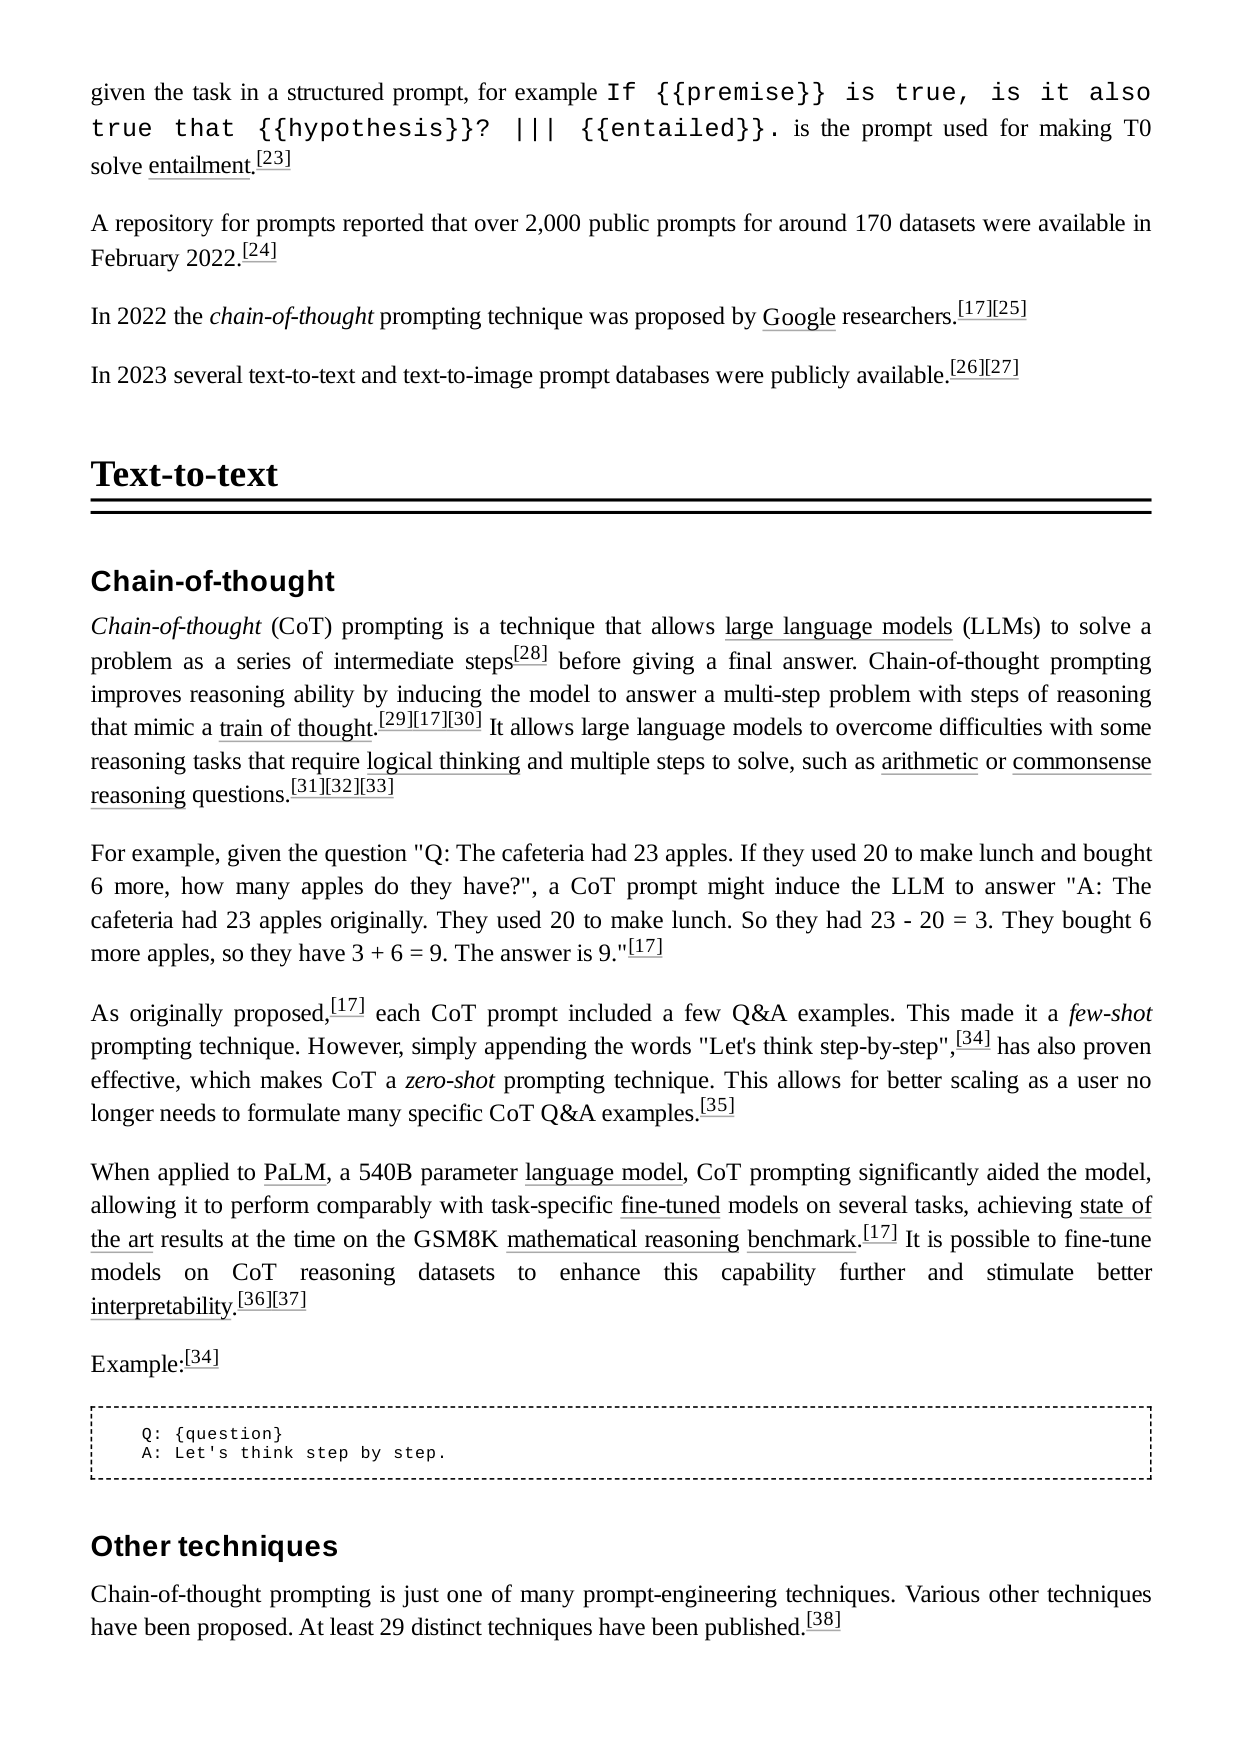 given the task in a structured prompt, for example If {{premise}} is true, is it also
true that {{hypothesis}}? ||| {{entailed}}. is the prompt used for making T0
solve entailment.[23]
A repository for prompts reported that over 2,000 public prompts for around 170 datasets were available in
February 2022.[24]
In 2022 the chain-of-thought prompting technique was proposed by Google researchers.[17][25]
In 2023 several text-to-text and text-to-image prompt databases were publicly available.[26][27]
Text-to-text
Chain-of-thought
Chain-of-thought (CoT) prompting is a technique that allows large language models (LLMs) to solve a
problem as a series of intermediate steps[28] before giving a final answer. Chain-of-thought prompting
improves reasoning ability by inducing the model to answer a multi-step problem with steps of reasoning
that mimic a train of thought.[29][17][30] It allows large language models to overcome difficulties with some
reasoning tasks that require logical thinking and multiple steps to solve, such as arithmetic or commonsense
reasoning questions.[31][32][33]
For example, given the question "Q: The cafeteria had 23 apples. If they used 20 to make lunch and bought
6 more, how many apples do they have?", a CoT prompt might induce the LLM to answer "A: The
cafeteria had 23 apples originally. They used 20 to make lunch. So they had 23 - 20 = 3. They bought 6
more apples, so they have 3 + 6 = 9. The answer is 9."[17]
As originally proposed,[17] each CoT prompt included a few Q&A examples. This made it a few-shot
prompting technique. However, simply appending the words "Let's think step-by-step",[34] has also proven
effective, which makes CoT a zero-shot prompting technique. This allows for better scaling as a user no
longer needs to formulate many specific CoT Q&A examples.[35]
When applied to PaLM, a 540B parameter language model, CoT prompting significantly aided the model,
allowing it to perform comparably with task-specific fine-tuned models on several tasks, achieving state of
the art results at the time on the GSM8K mathematical reasoning benchmark.[17] It is possible to fine-tune
models on CoT reasoning datasets to enhance this capability further and stimulate better
interpretability.[36][37]
Example:[34]
Q: {question}
A: Let's think step by step.
Other techniques
Chain-of-thought prompting is just one of many prompt-engineering techniques. Various other techniques
have been proposed. At least 29 distinct techniques have been published.[38]